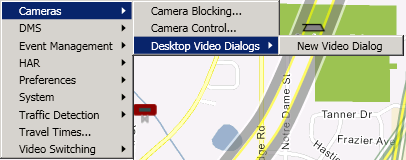 Cameras
DMS
Event Management
HAR
Preferences
System
Traffic Detection
Travel Times...
Video Switching
Camera Blocking...
Camera Control...
Desktop Video Dialogs
New Video Dialog
Notre Dame St
Tanner Dr
Frazier Ave